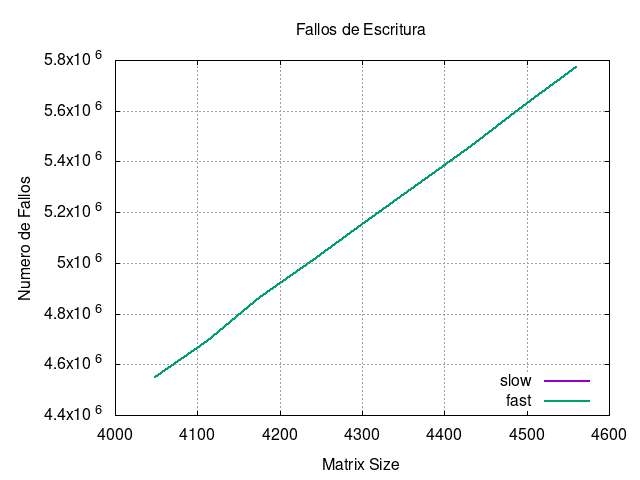 Fallos de Escritura
5.8x10 6
5.6x10 6
5.4x10 6
5.2x10 6
5x10 6
4.8x10 6
4.6x10 6
4.4x10 6
Numero de Fallos
slow
fast
4000 4100 4200 4300 4400 4500 4600
Matrix Size